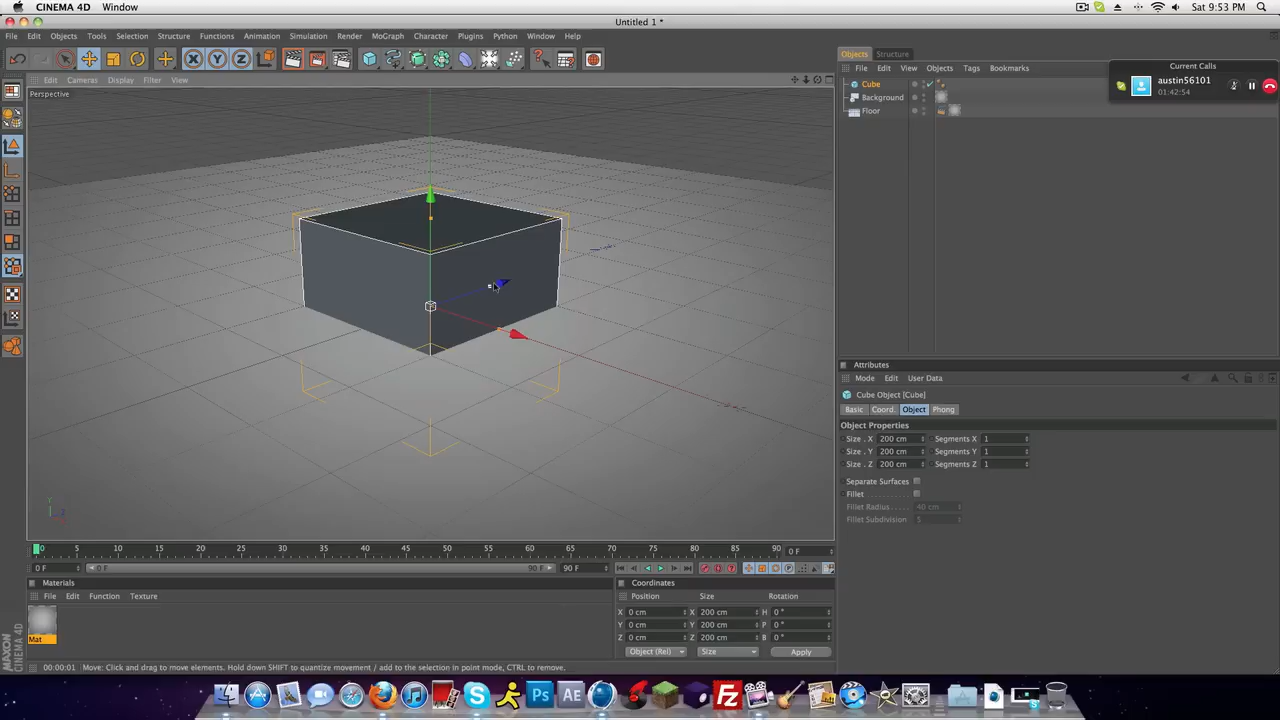 CINEMA 4D Window Sat 9:53 PM
Untitled 1 *
File Edit Objects Tools Selection Structure Functions Animation Simulation Render MoGraph Character Plugins Python Window Help
Edit Cameras Display Filter View
Perspective
Objects Structure
File Edit View Objects Tags Bookmarks
Cube
Background
Floor
Current Calls
austin56101
01:42:54
Attributes
Mode Edit User Data
Cube Object [Cube]
Basic Coord. Object Phong
Object Properties
Size . X 200 cm Segments X 1
Size . Y 200 cm Segments Y 1
Size . Z 200 cm Segments Z 1
Separate Surfaces
Fillet
Fillet Radius . . . . . 40 cm
Fillet Subdivision 5
Y
0 5 10 15 20 25 30 35 40 45 50 55 60 65 70 75 80 85 90 0 F
0 F 0 F 90 F 90 F
Materials
File Edit Function Texture
Mat
Coordinates
Position Size Rotation
X 0 cm X 200 cm H 0 °
Y 0 cm Y 200 cm P 0 °
Z 0 cm Z 200 cm B 0 °
Object (Rel) Size Apply
MAXON CINEMA 4D
00:00:01 Move: Click and drag to move elements. Hold down SHIFT to quantize movement / add to the selection in point mode, CTRL to remove.
Ps Ae Fz